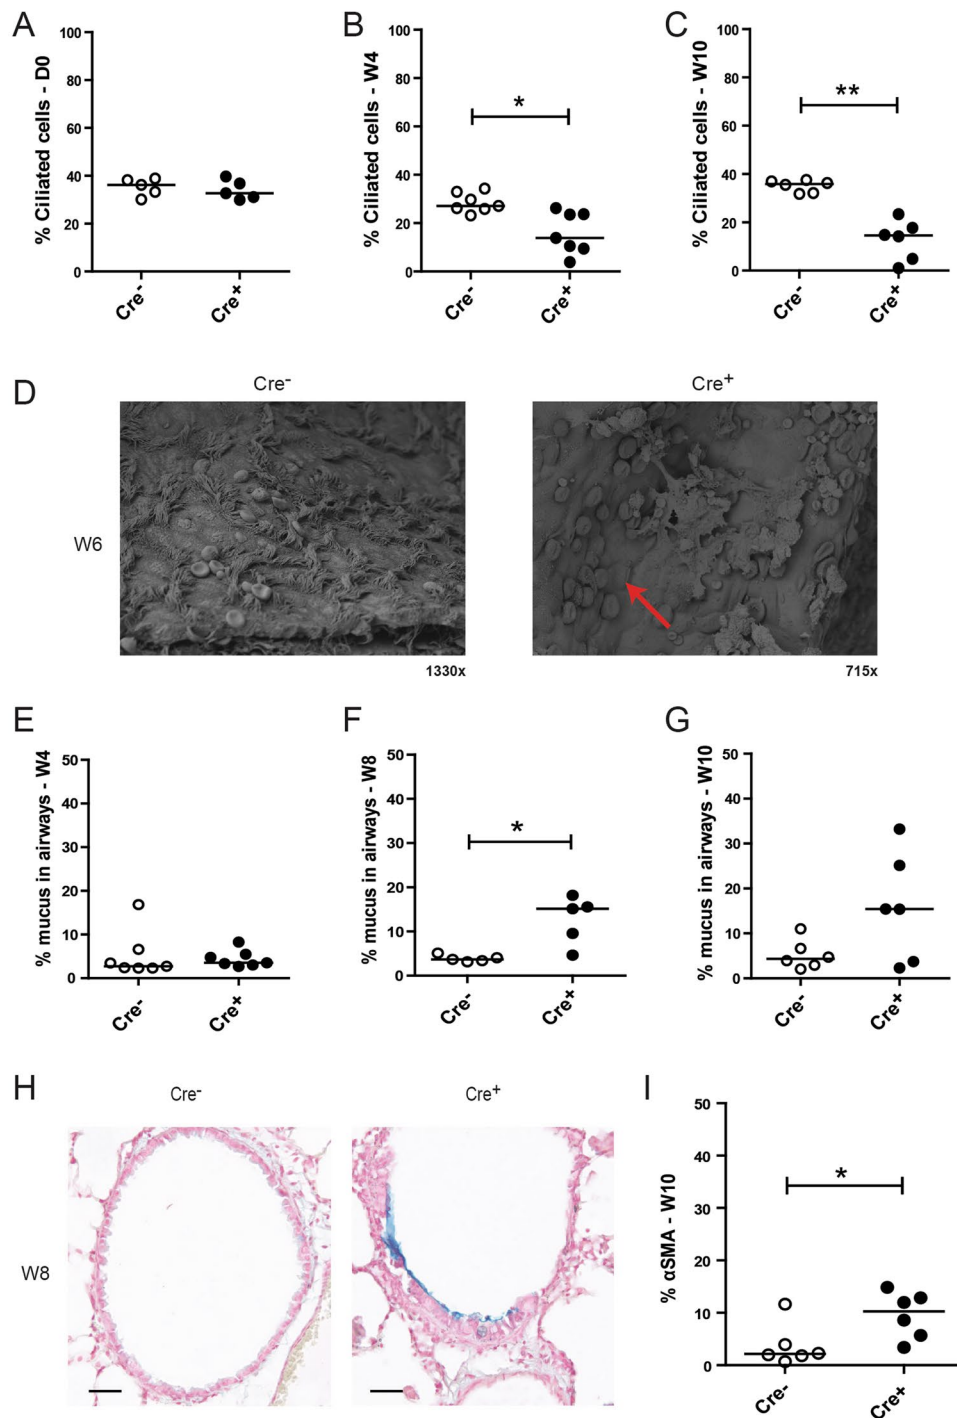 A
% Ciliated cells - D0
100
80
60
40
20
0
Cre-
Cre+
B
% Ciliated cells - W4
100
80
60
40
20
0
*
Cre-
Cre+
C
% Ciliated cells - W10
100
80
60
40
20
0
**
Cre-
Cre+
D
Cre-
Cre+
W6
1330x
715x
E
% mucus in airways - W4
50
40
30
20
10
0
Cre-
Cre+
F
% mucus in airways - W8
50
40
30
20
10
0
*
Cre-
Cre+
G
% mucus in airways - W10
50
40
30
20
10
0
Cre-
Cre+
H
Cre-
Cre+
W8
I
% αSMA - W10
50
40
30
20
10
0
*
Cre-
Cre+